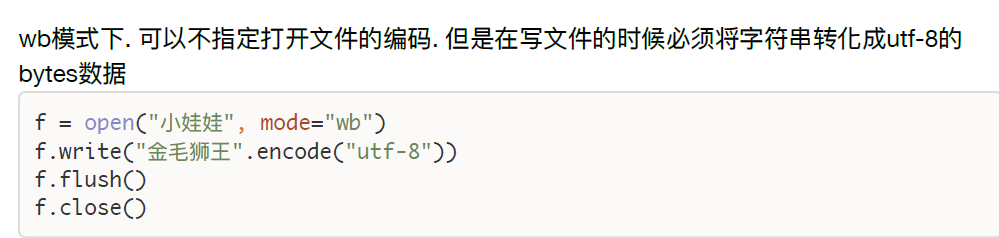 wb模式下. 可以不指定打开文件的编码. 但是在写文件的时候必须将字符串转化成utf-8的
bytes数据
f = open("小娃娃", mode="wb")
f.write("金毛狮王".encode("utf-8"))
f.flush()
f.close()